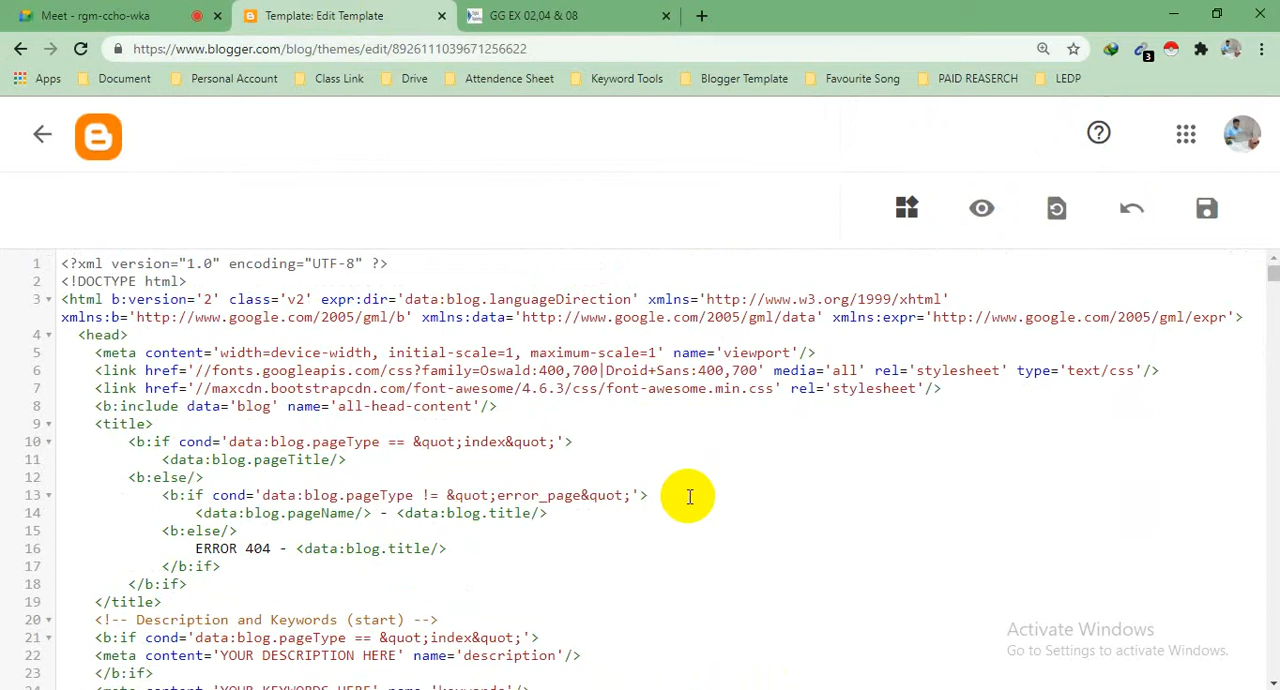 Meet - rgm-ccho-wka
Template: Edit Template
GG EX 02,04 & 08
https://www.blogger.com/blog/themes/edit/8926111039671256622
3
Apps Document Personal Account Class Link Drive Attendence Sheet Keyword Tools Blogger Template Favourite Song PAID REASERCH LEDP
1 <?xml version="1.0" encoding="UTF-8" ?>
2 <!DOCTYPE html>
3 <html b:version='2' class='v2' expr:dir='data:blog.languageDirection' xmlns='http://www.w3.org/1999/xhtml'
xmlns:b='http://www.google.com/2005/gml/b' xmlns:data='http://www.google.com/2005/gml/data' xmlns:expr='http://www.google.com/2005/gml/expr'>
4 <head>
5 <meta content='width=device-width, initial-scale=1, maximum-scale=1' name='viewport'/>
6 <link href='//fonts.googleapis.com/css?family=Oswald:400,700|Droid+Sans:400,700' media='all' rel='stylesheet' type='text/css'/>
7 <link href='//maxcdn.bootstrapcdn.com/font-awesome/4.6.3/css/font-awesome.min.css' rel='stylesheet'/>
8 <b:include data='blog' name='all-head-content'/>
9 <title>
10 <b:if cond='data:blog.pageType == &quot;index&quot;'>
11 <data:blog.pageTitle/>
12 <b:else/>
13 <b:if cond='data:blog.pageType != &quot;error_page&quot;'>
14 <data:blog.pageName/> - <data:blog.title/>
15 <b:else/>
16 ERROR 404 - <data:blog.title/>
17 </b:if>
18 </b:if>
19 </title>
20 <!-- Description and Keywords (start) -->
21 <b:if cond='data:blog.pageType == &quot;index&quot;'>
22 <meta content='YOUR DESCRIPTION HERE' name='description'/>
23 </b:if>
24 <meta content='YOUR KEYWORDS HERE' name='keywords'/>
Activate Windows
Go to Settings to activate Windows.